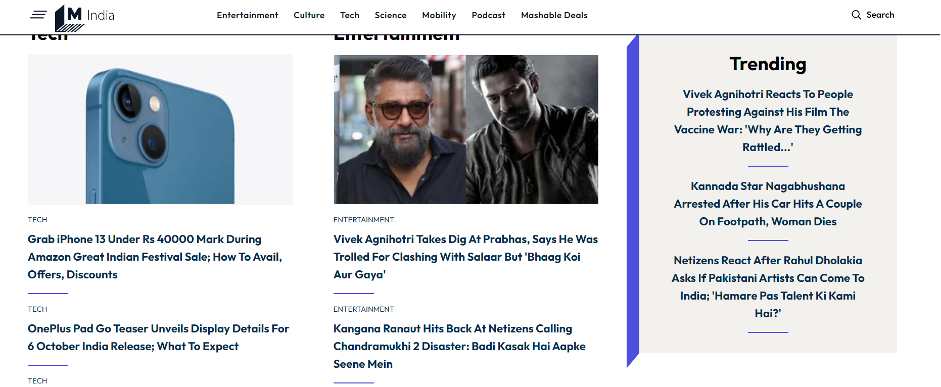 M India
Entertainment Culture Tech Science Mobility Podcast Mashable Deals
Search
Tech
TECH
Grab iPhone 13 Under Rs 40000 Mark During
Amazon Great Indian Festival Sale; How To Avail,
Offers, Discounts
TECH
OnePlus Pad Go Teaser Unveils Display Details For
6 October India Release; What To Expect
TECH
Entertainment
ENTERTAINMENT
Vivek Agnihotri Takes Dig At Prabhas, Says He Was
Trolled For Clashing With Salaar But 'Bhaag Koi
Aur Gaya'
ENTERTAINMENT
Kangana Ranaut Hits Back At Netizens Calling
Chandramukhi 2 Disaster: Badi Kasak Hai Aapke
Seene Mein
Trending
Vivek Agnihotri Reacts To People
Protesting Against His Film The
Vaccine War: 'Why Are They Getting
Rattled...'
Kannada Star Nagabhushana
Arrested After His Car Hits A Couple
On Footpath, Woman Dies
Netizens React After Rahul Dholakia
Asks If Pakistani Artists Can Come To
India; 'Hamare Pas Talent Ki Kami
Hai?'